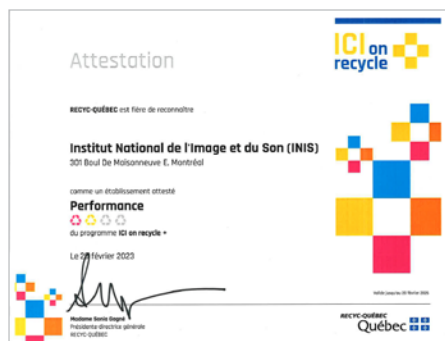 Attestation
ICI on
recycle
RECYC-QUÉBEC est fière de reconnaître
Institut National de l'Image et du Son (INIS)
301 Boul De Maisonneuve E, Montréal
comme un établissement attesté
Performance
du programme ICI on recycle +
février 2023
Madame Sonia Gagné
Présidente-directrice générale
RECYC-QUÉBEC
RECYC-QUÉBEC
Québec